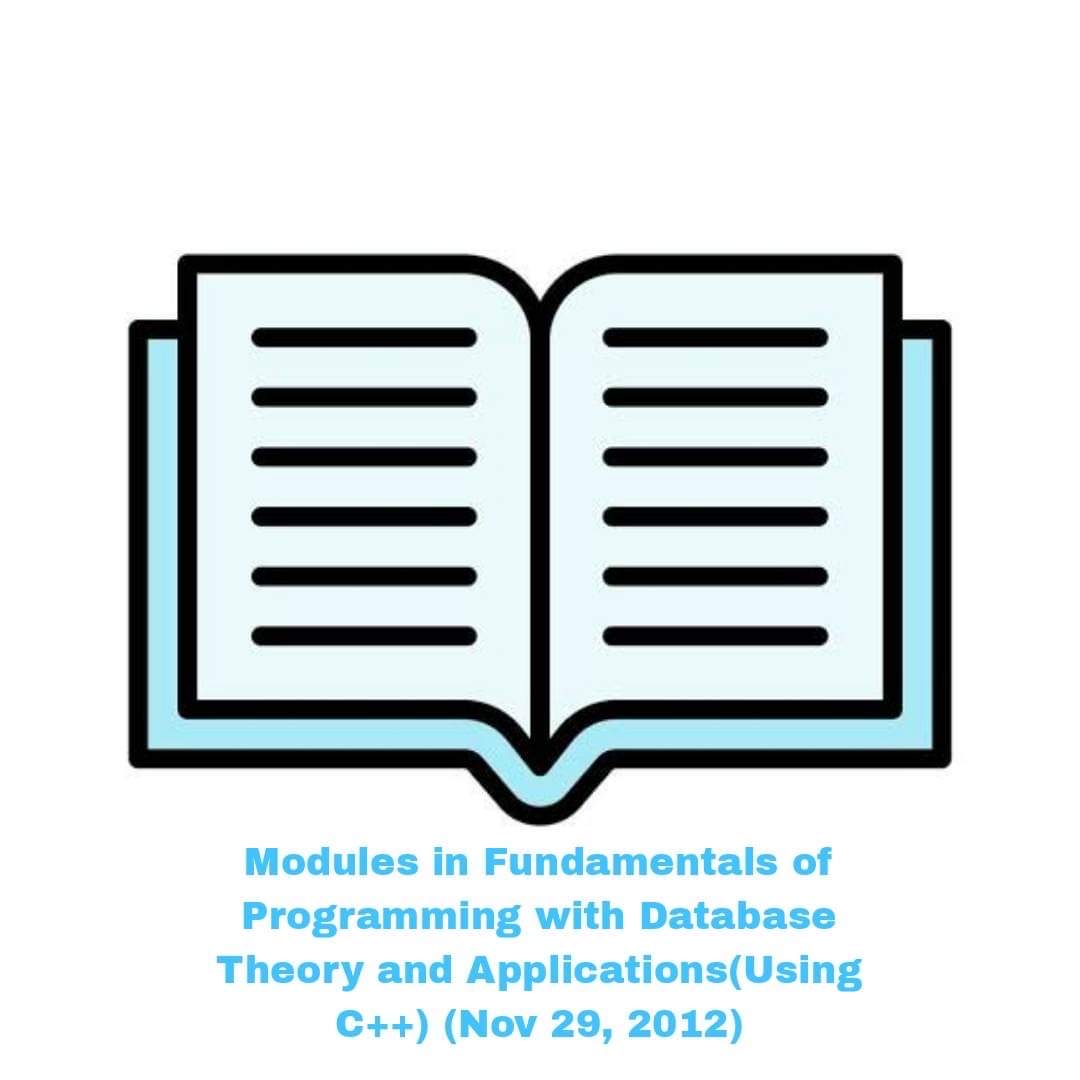 Modules in Fundamentals of
Programming with Database
Theory and Applications(Using
C++) (Nov 29, 2012)